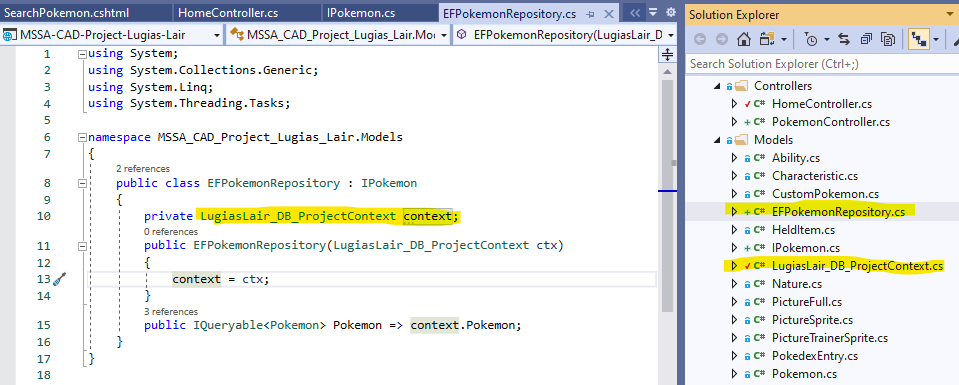 SearchPokemon.cshtml HomeController.cs IPokemon.cs EFPokemonRepository.cs
MSSA-CAD-Project-Lugias-Lair MSSA_CAD_Project_Lugias_Lair.Mo EFPokemonRepository(LugiasLair_D
1 using System;
2 using System.Collections.Generic;
3 using System.Linq;
4 using System.Threading.Tasks;
5
6 namespace MSSA_CAD_Project_Lugias_Lair.Models
7 {
2 references
8 public class EFPokemonRepository : IPokemon
9 {
10 private LugiasLair_DB_ProjectContext context;
0 references
11 public EFPokemonRepository(LugiasLair_DB_ProjectContext ctx)
12 {
13 context = ctx;
14 }
3 references
15 public IQueryable<Pokemon> Pokemon => context.Pokemon;
16 }
17 }
18
Solution Explorer
Search Solution Explorer (Ctrl+;)
Controllers
C# HomeController.cs
C# PokemonController.cs
Models
C# Ability.cs
C# Characteristic.cs
C# CustomPokemon.cs
C# EFPokemonRepository.cs
C# HeldItem.cs
C# IPokemon.cs
C# LugiasLair_DB_ProjectContext.cs
C# Nature.cs
C# PictureFull.cs
C# PictureSprite.cs
C# PictureTrainerSprite.cs
C# PokedexEntry.cs
C# Pokemon.cs